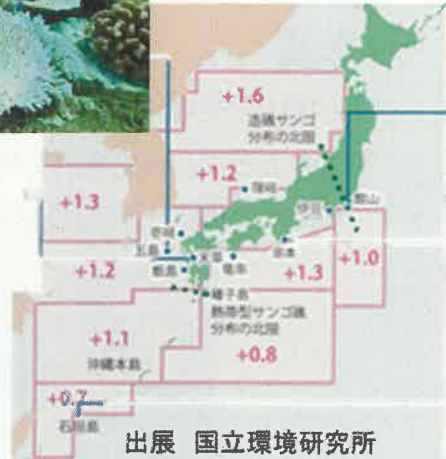 +1.6
造礁サンゴ
分布の北限
+1.2
隠岐
+1.3
伊豆
館山
壱岐
五島
天草
串本
+1.0
+1.2
甑島
竜串
+1.3
種子島
熱帯型サンゴ礁
分布の北限
+1.1
+0.8
沖縄本島
+0.7
石垣島
出展 国立環境研究所